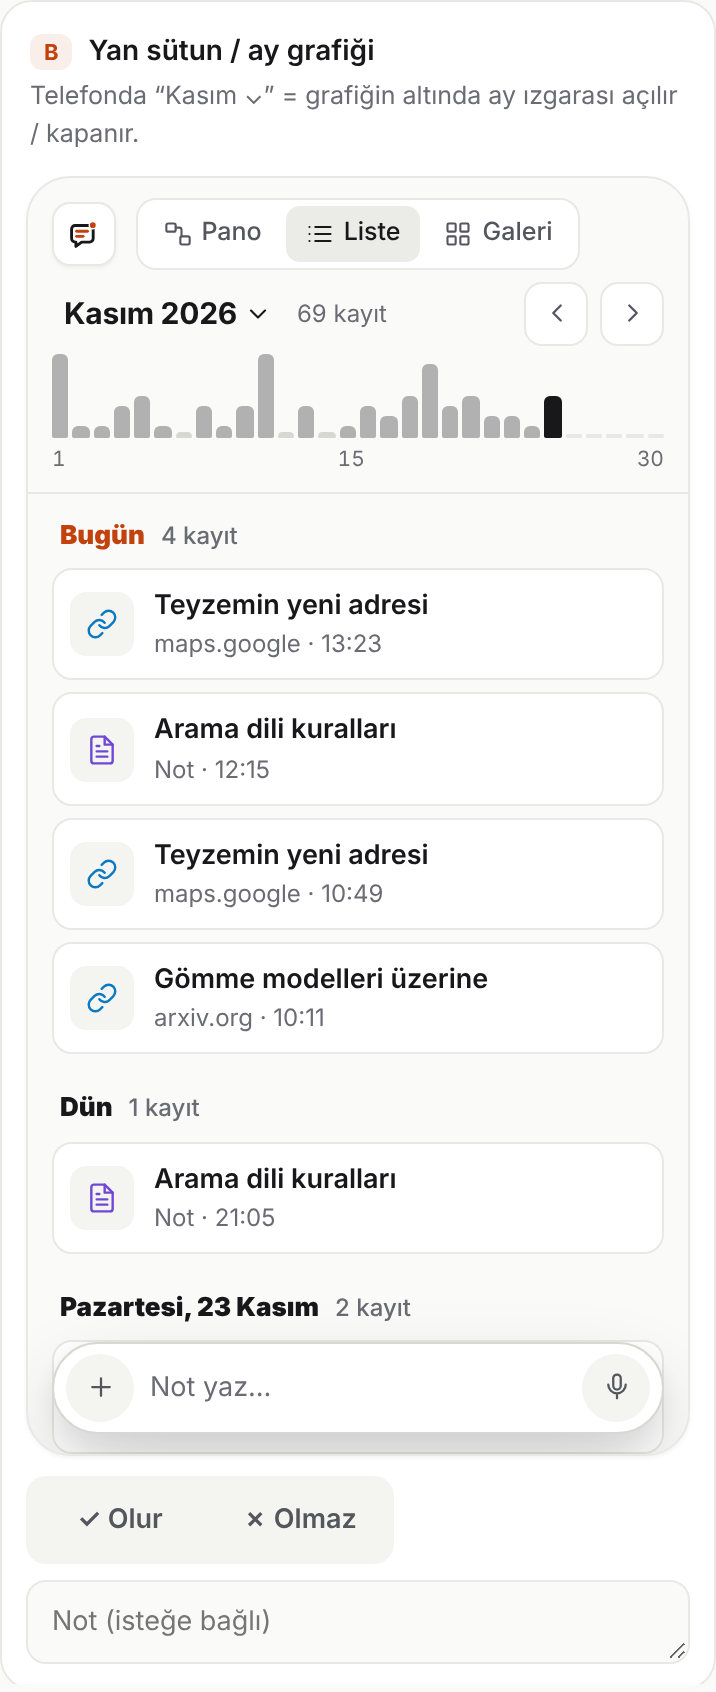 B Yan sütun / ay grafiği
Telefonda “Kasım ⌵” = grafiğin altında ay ızgarası açılır
/ kapanır.
Pano Liste Galeri
Kasım 2026 69 kayıt
1 15 30
Bugün 4 kayıt
Teyzemin yeni adresi
maps.google · 13:23
Arama dili kuralları
Not · 12:15
Teyzemin yeni adresi
maps.google · 10:49
Gömme modelleri üzerine
arxiv.org · 10:11
Dün 1 kayıt
Arama dili kuralları
Not · 21:05
Pazartesi, 23 Kasım 2 kayıt
Not yaz...
✓ Olur × Olmaz
Not (isteğe bağlı)